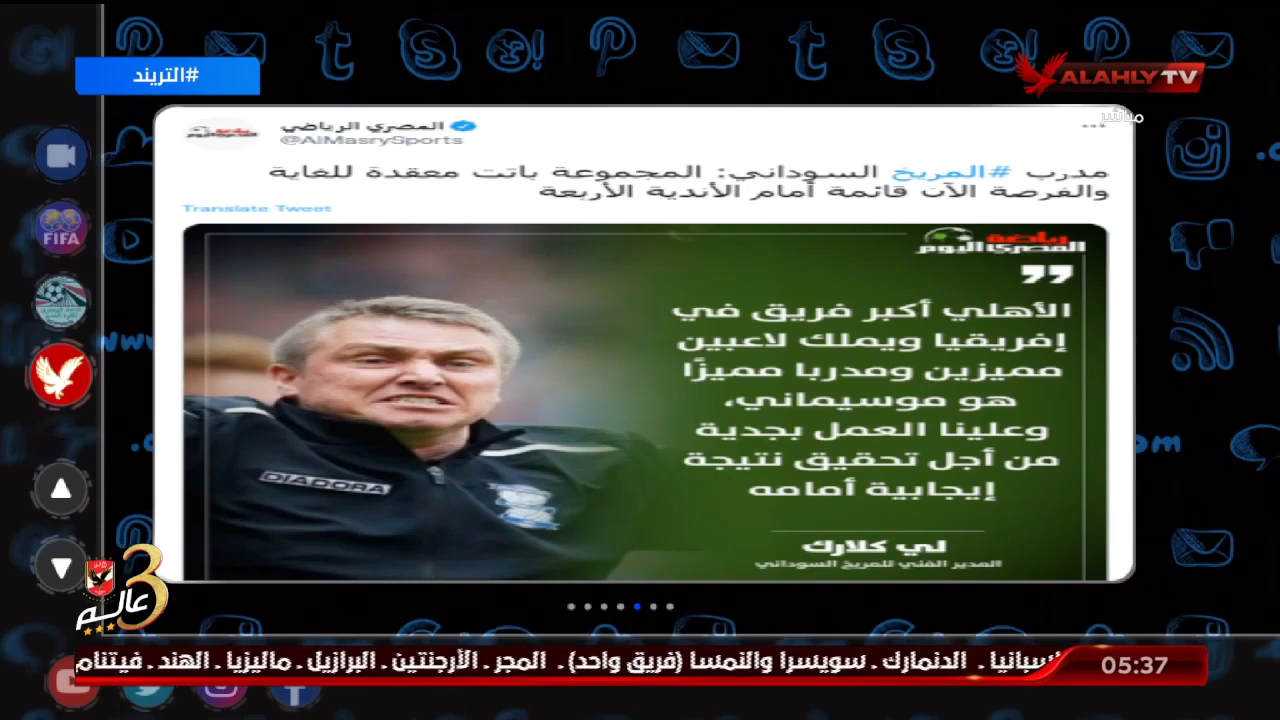 #التريند
ALAHLY TV
مباشر
المصري الرياضي
@AlMasrySports
مدرب #المريخ السوداني: المجموعة باتت معقدة للغاية
والفرصة الآن قائمة أمام الأندية الأربعة
Translate Tweet
رياضة
المصري اليوم
الأهلي أكبر فريق في
إفريقيا ويملك لاعبين
مميزين ومدربا مميزًا
هو موسيماني،
وعلينا العمل بجدية
من أجل تحقيق نتيجة
إيجابية أمامه
لي كلارك
المدير الفني للمريخ السوداني
DIADORA
FIFA
3
عالم
سبانيا . الدنمارك . سويسرا والنمسا (فريق واحد) . المجر . الأرجنتين . البرازيل . ماليزيا . الهند . فيتنام
05:37